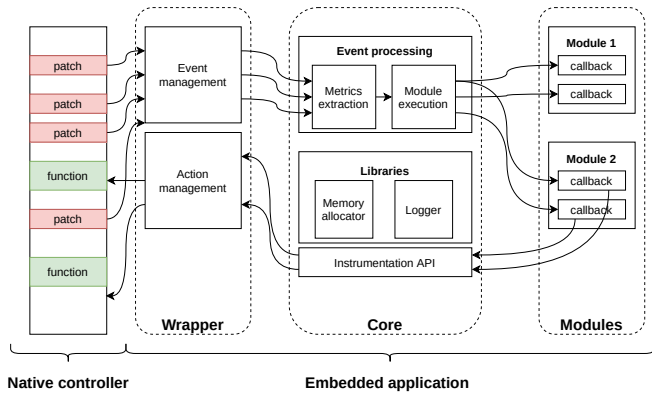 patch
patch
patch
function
patch
function
Native controller
Event
management
Action
management
Wrapper
Event processing
Metrics
extraction
Module
execution
Libraries
Memory
allocator
Logger
Instrumentation API
Core
Module 1
callback
callback
Module 2
callback
callback
Modules
Embedded application